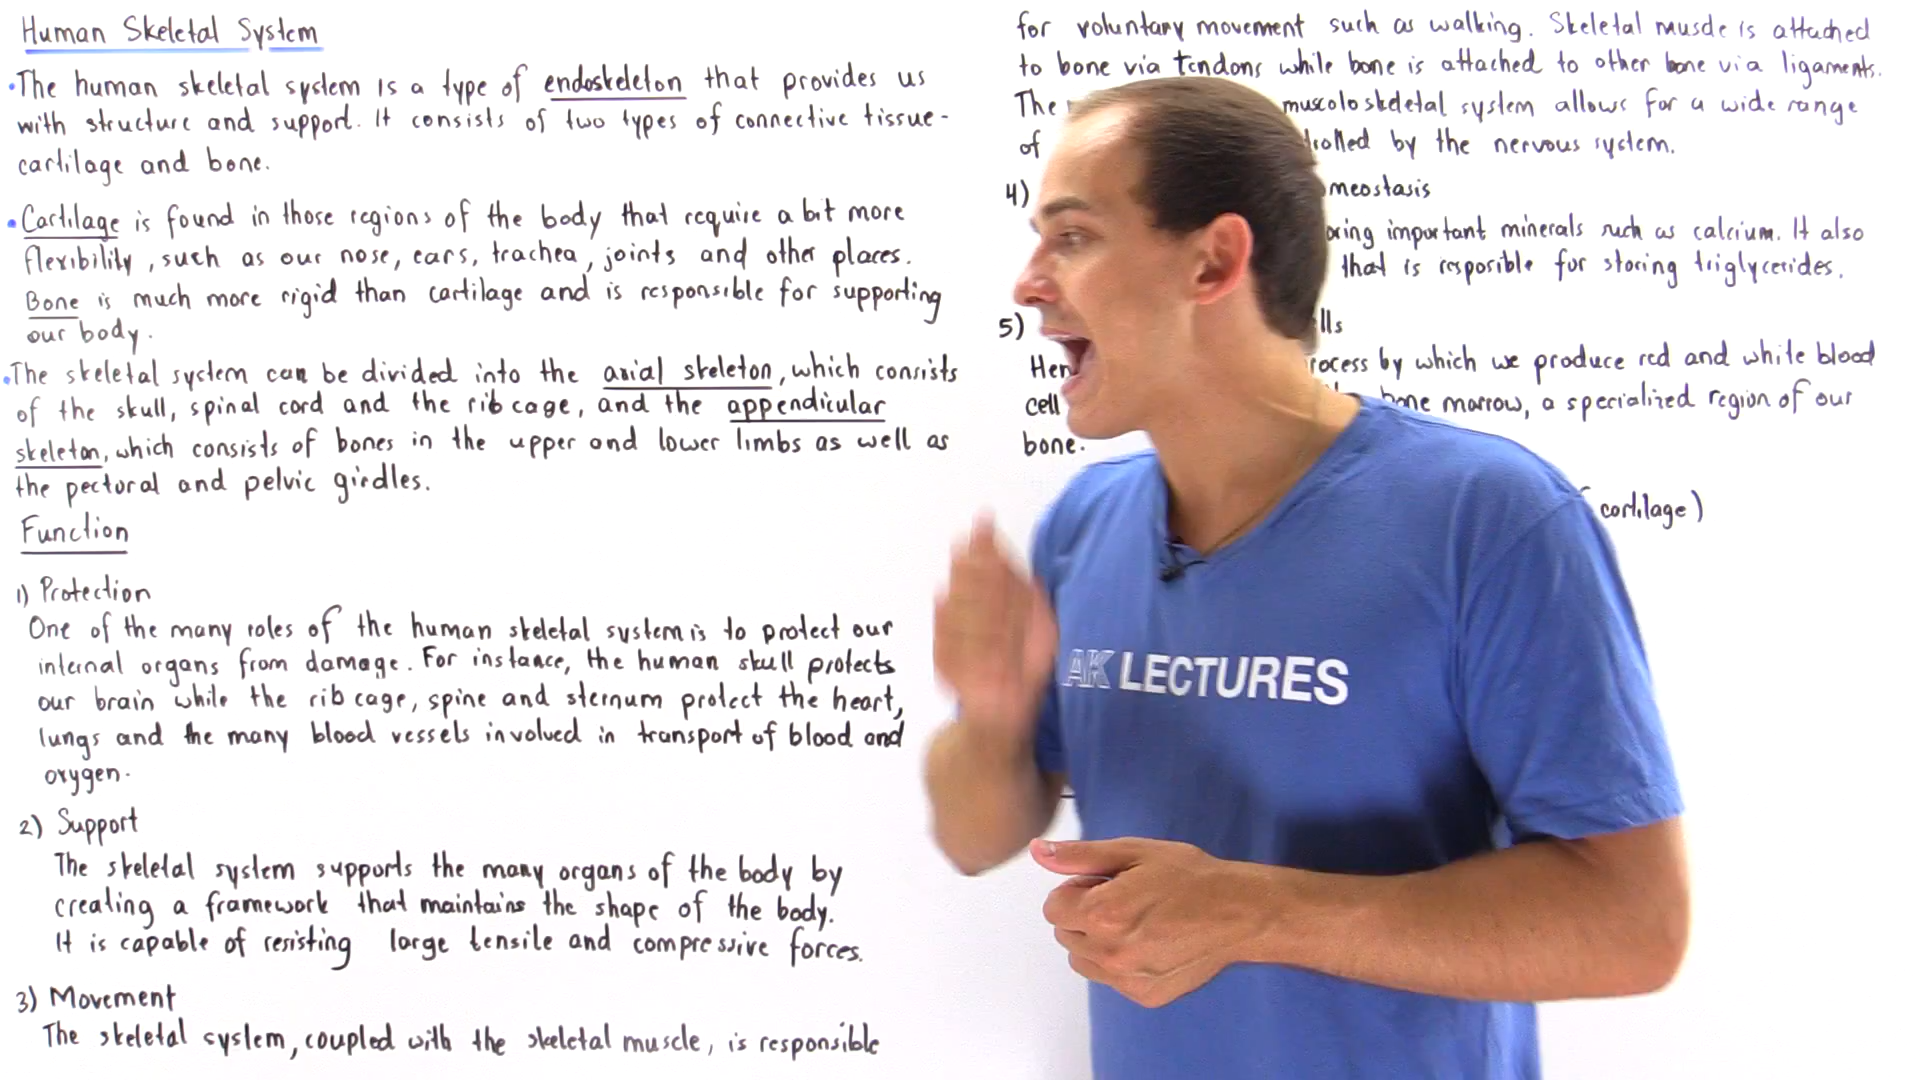 Human Skeletal System
•The human skeletal system is a type of endoskeleton that provides us
with structure and support. It consists of two types of connective tissue-
cartilage and bone.
•Cartilage is found in those regions of the body that require a bit more
flexibility, such as our nose, ears, trachea, joints and other places.
Bone is much more rigid than cartilage and is responsible for supporting
our body.
•The skeletal system can be divided into the axial skeleton, which consists
of the skull, spinal cord and the rib cage, and the appendicular
skeleton, which consists of bones in the upper and lower limbs as well as
the pectoral and pelvic girdles.
Function
1) Protection
One of the many roles of the human skeletal system is to protect our
internal organs from damage. For instance, the human skull protects
our brain while the rib cage, spine and sternum protect the heart,
lungs and the many blood vessels involved in transport of blood and
oxygen.
2) Support
The skeletal system supports the many organs of the body by
creating a framework that maintains the shape of the body.
It is capable of resisting large tensile and compressive forces.
3) Movement
The skeletal system, coupled with the skeletal muscle, is responsible
for voluntary movement such as walking. Skeletal muscle is attached
to bone via tendons while bone is attached to other bone via ligaments.
The muscoloskeletal system allows for a wide range
of rolled by the nervous system.
4) meostasis
oring important minerals such as calcium. It also
that is resposible for storing triglycerides.
5) lls
Hem rocess by which we produce red and white blood
cell bone marrow, a specialized region of our
bone.
(cartilage)
AK LECTURES